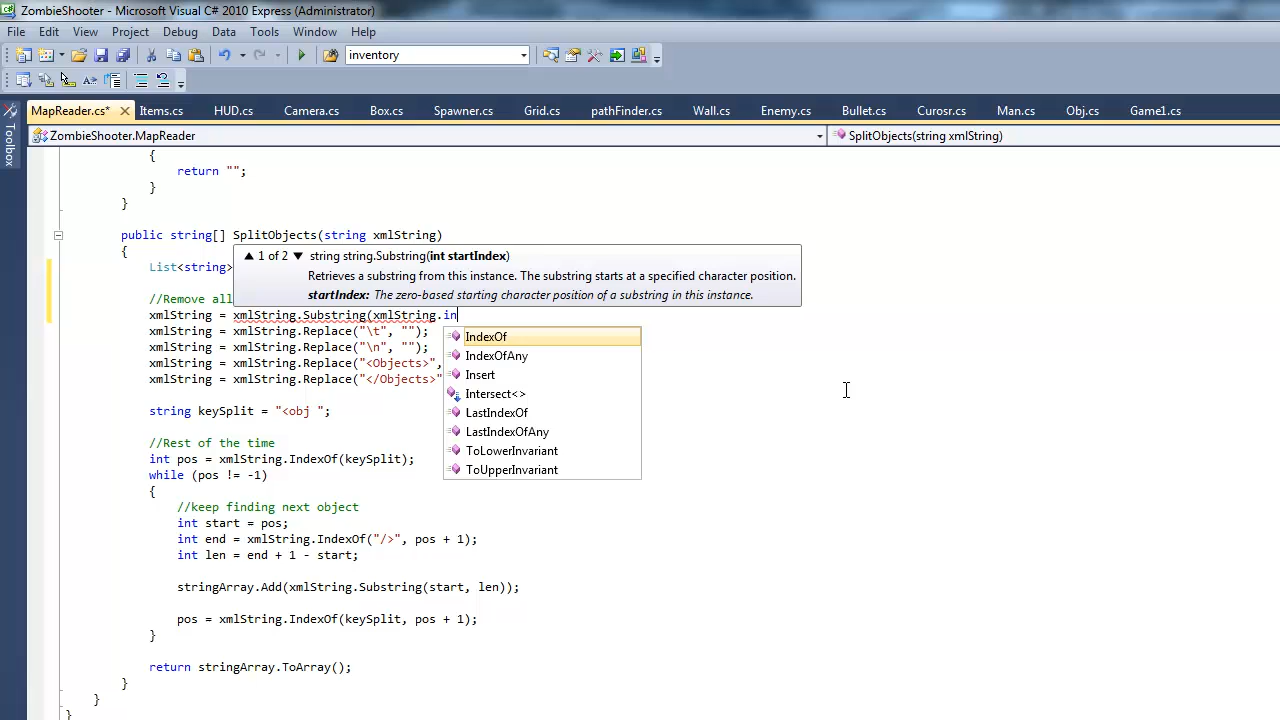 ZombieShooter - Microsoft Visual C# 2010 Express (Administrator)
File Edit View Project Debug Data Tools Window Help
inventory
MapReader.cs* Items.cs HUD.cs Camera.cs Box.cs Spawner.cs Grid.cs pathFinder.cs Wall.cs Enemy.cs Bullet.cs Curosr.cs Man.cs Obj.cs Game1.cs
ZombieShooter.MapReader SplitObjects(string xmlString)
Toolbox
{
return "";
}
}
public string[] SplitObjects(string xmlString)
{
1 of 2 string string.Substring(int startIndex)
List<string>
Retrieves a substring from this instance. The substring starts at a specified character position.
//Remove all
startIndex: The zero-based starting character position of a substring in this instance.
xmlString = xmlString.Substring(xmlString.in
xmlString = xmlString.Replace("\t", "");
xmlString = xmlString.Replace("\n", "");
xmlString = xmlString.Replace("<Objects>",
xmlString = xmlString.Replace("</Objects>"
IndexOf
IndexOfAny
Insert
Intersect<>
LastIndexOf
LastIndexOfAny
ToLowerInvariant
ToUpperInvariant
string keySplit = "<obj ";
//Rest of the time
int pos = xmlString.IndexOf(keySplit);
while (pos != -1)
{
//keep finding next object
int start = pos;
int end = xmlString.IndexOf("/>", pos + 1);
int len = end + 1 - start;
stringArray.Add(xmlString.Substring(start, len));
pos = xmlString.IndexOf(keySplit, pos + 1);
}
return stringArray.ToArray();
}
}
}